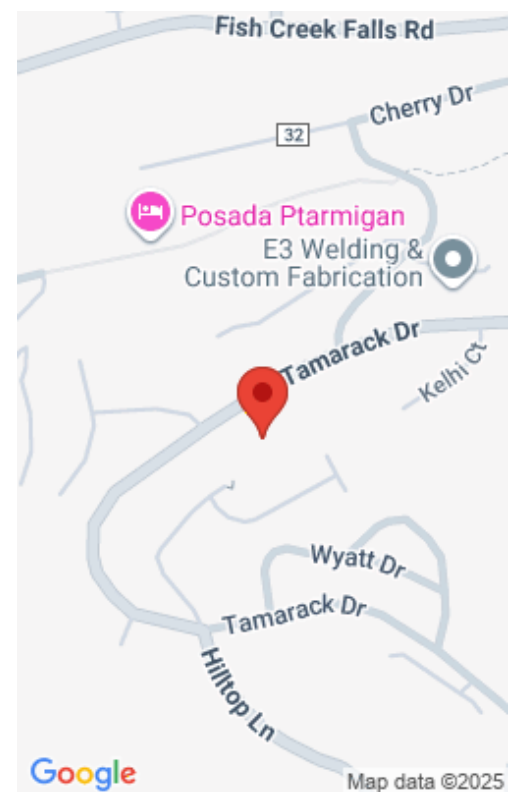 Fish Creek Falls Rd
Cherry Dr
32
Posada Ptarmigan
E3 Welding &
Custom Fabrication
Tamarack Dr
Kelhi Ct
Wyatt Dr
Tamarack Dr
Hilltop Ln
Google
Map data ©2025